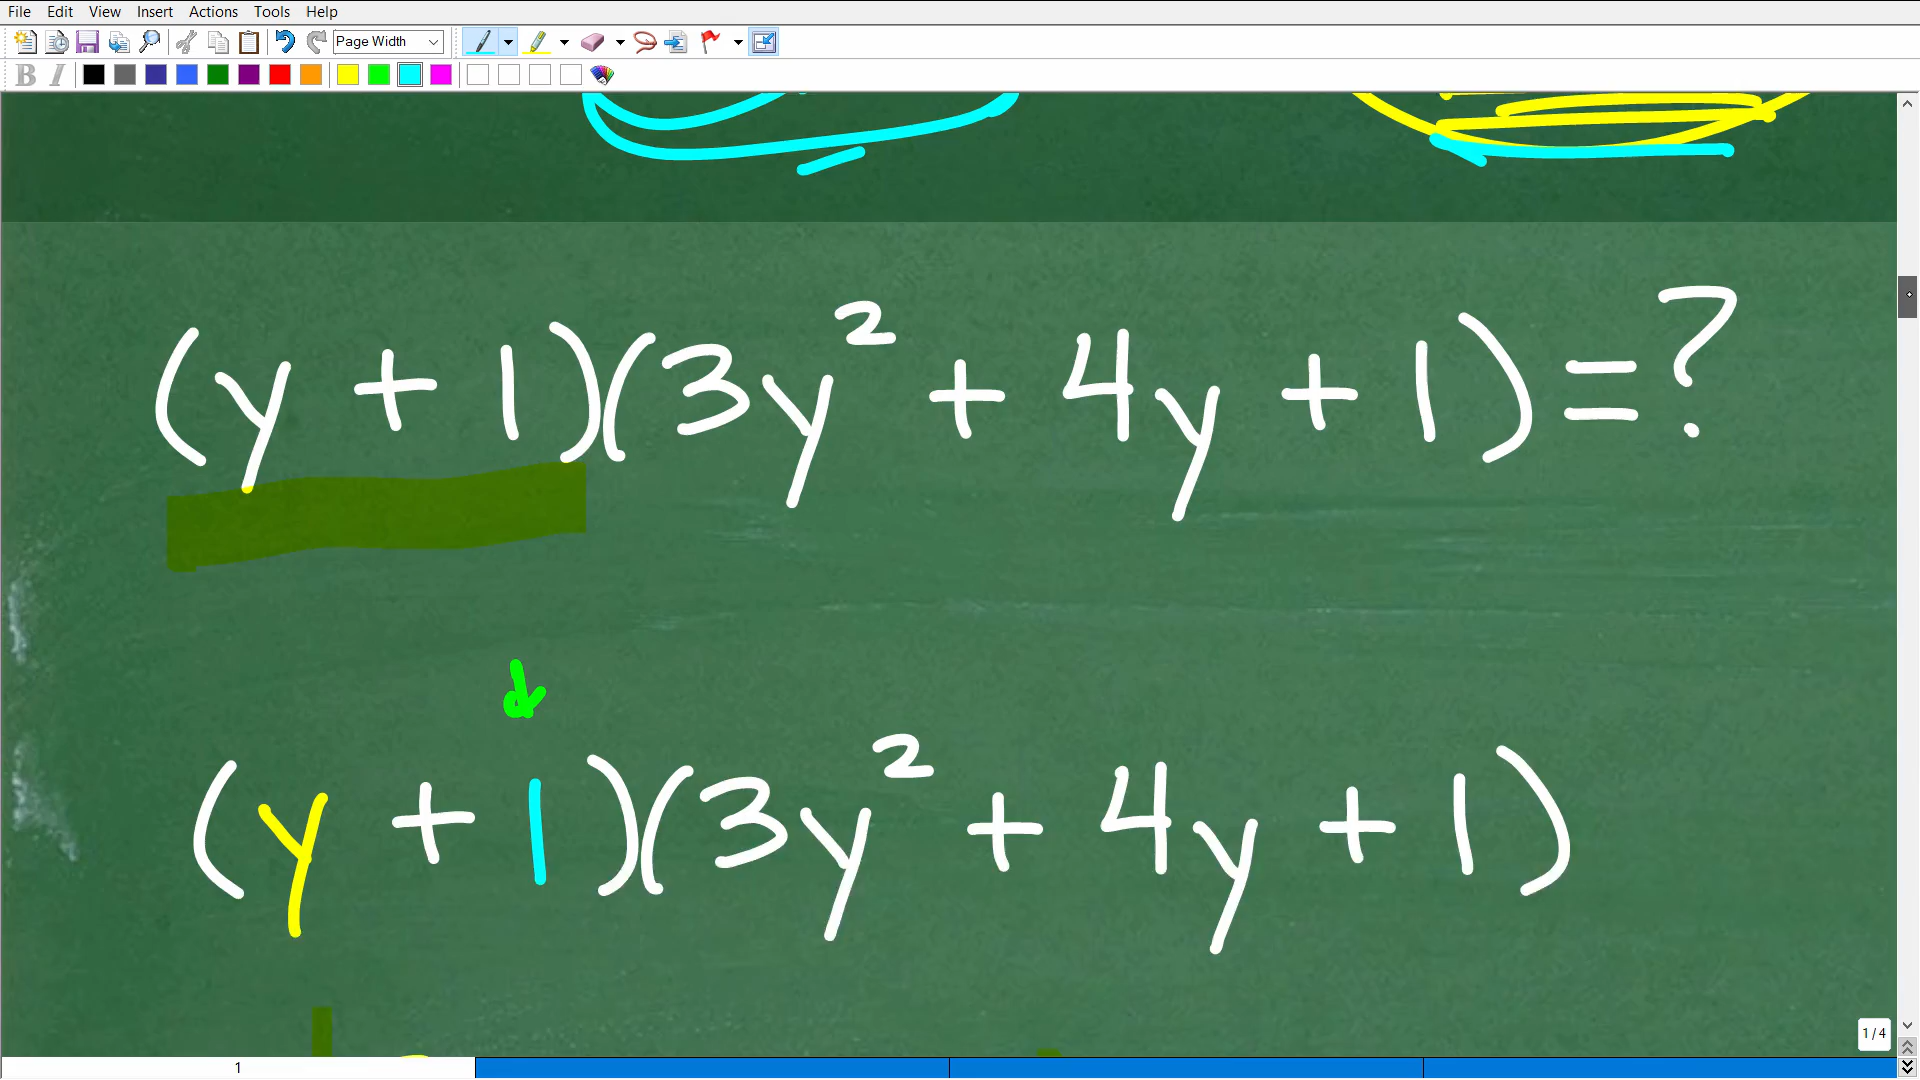 File Edit View Insert Actions Tools Help
Page Width
B I
(y + 1)(3y² + 4y + 1) = ?
(y + 1)(3y² + 4y + 1)
1 / 4
1